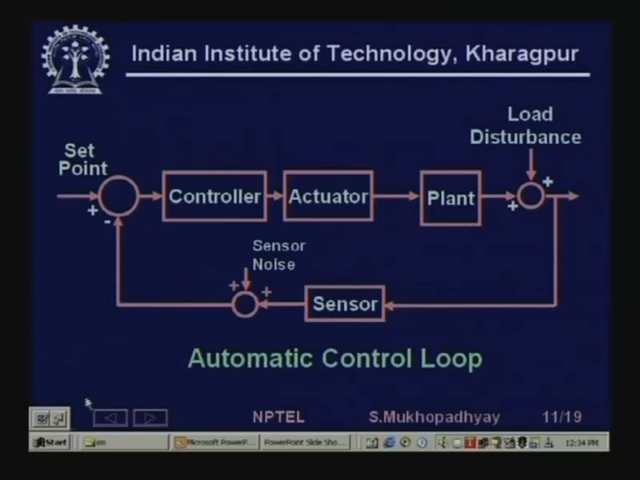 Indian Institute of Technology, Kharagpur
Load
Disturbance
Set
Point
+
-
Controller
Actuator
Plant
+
+
Sensor
Noise
+
+
Sensor
Automatic Control Loop
NPTEL
S.Mukhopadhyay
11/19
Start
Microsoft PowerP...
PowerPoint Slide Sho...
12:34 PM